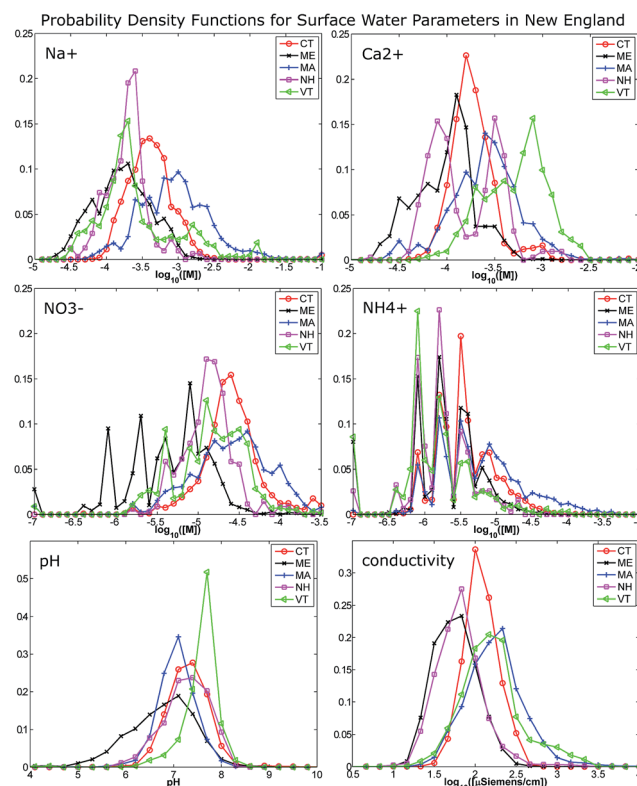 Probability Density Functions for Surface Water Parameters in New England
Na+
0.25
0.2
0.15
0.1
0.05
0
-5 -4.5 -4 -3.5 -3 -2.5 -2 -1.5 -1
log10([M])
CT
ME
MA
NH
VT
Ca2+
0.25
0.2
0.15
0.1
0.05
0
-5 -4.5 -4 -3.5 -3 -2.5 -2
log10([M])
CT
ME
MA
NH
VT
NO3-
0.25
0.2
0.15
0.1
0.05
0
-7 -6.5 -6 -5.5 -5 -4.5 -4 -3.5
log10([M])
CT
ME
MA
NH
VT
NH4+
0.25
0.2
0.15
0.1
0.05
0
-7 -6.5 -6 -5.5 -5 -4.5 -4 -3.5 -3
log10([M])
CT
ME
MA
NH
VT
pH
0.5
0.4
0.3
0.2
0.1
0
4 5 6 7 8 9 10
pH
CT
ME
MA
NH
VT
conductivity
0.3
0.25
0.2
0.15
0.1
0.05
0
0.5 1 1.5 2 2.5 3 3.5 4
(μSiemens/cm)
CT
ME
MA
NH
VT